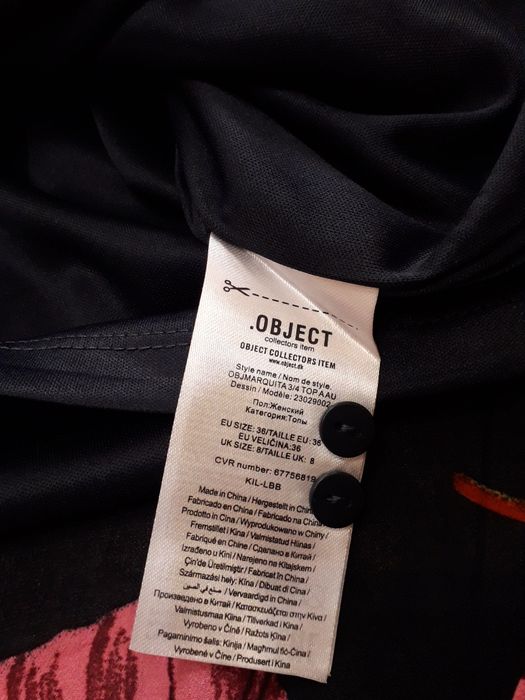 .OBJECT
collectors item
OBJECT COLLECTORS ITEM
www.object.dk
Style name / Nom de style.
OBJMARQUITA 3/4 TOP A AU
Dessin / Modèle: 23029002
Пол:Женский
Категория:Топы
EU SIZE: 36/TAILLE EU: 36
EU VELIČINA:36
UK SIZE: 8/TAILLE UK: 8
CVR number: 67756819
KIL-LBB
Made in China / Hergestellt in China
Fabricado en China / Fabricado na China
Prodotto in Cina / Wyprodukowano w Chiny /
Fremstillet i Kina / Valmistatud Hiinas /
Fabriqué en Chine / Сделано в Китай /
Izrađeno u Kini / Narejeno na Kitajskem /
Çin'de Üretilmiştir / Fabricat în China /
Származási hely: Kína / Dibuat di Cina /
صنع في الصين / Vervaardigd in China /
Произведено в Китай / Κατασκευάζεται στην Κίνα /
Valmistusmaa Kiina / Tillverkad i Kina /
Vyrobeno v Číně / Ražota Ķīna /
Pagaminimo šalis: Kinija / Magħmul fiċ-Ċina /
Vyrobené v Číne / Produsert i Kina